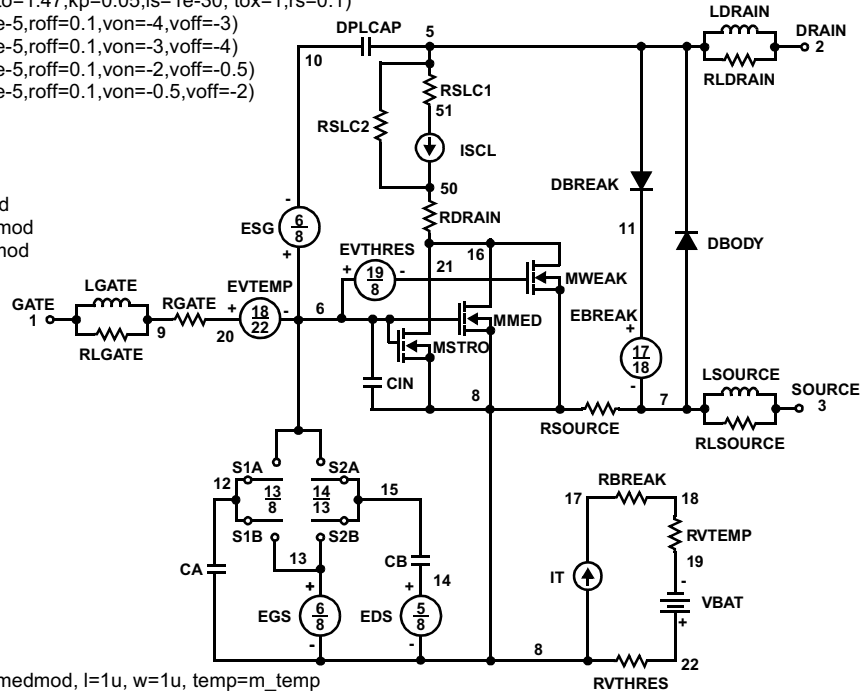 to=1.47,kp=0.05,is=1e-30, tox=1,rs=0.1)
e-5,roff=0.1,von=-4,voff=-3)
e-5,roff=0.1,von=-3,voff=-4)
e-5,roff=0.1,von=-2,voff=-0.5)
e-5,roff=0.1,von=-0.5,voff=-2)
d
mod
mod
LDRAIN
DPLCAP
5
DRAIN
2
10
RLDRAIN
RSLC1
51
RSLC2
ISCL
50
DBREAK
RDRAIN
11
ESG
6
8
-
+
DBODY
EVTHRES
16
21
+
19
8
-
MWEAK
LGATE
EVTEMP
GATE
1
RGATE
+
18
22
-
6
MMED
EBREAK
+
17
18
-
RLGATE
9
20
MSTRO
CIN
8
LSOURCE
7
SOURCE
3
RSOURCE
RLSOURCE
S1A
S2A
12
13
8
14
13
15
S1B
S2B
13
CA
CB
14
+
+
EGS
6
8
-
EDS
5
8
-
RBREAK
17
18
RVTEMP
19
IT
-
VBAT
+
8
22
RVTHRES
medmod, l=1u, w=1u, temp=m_temp